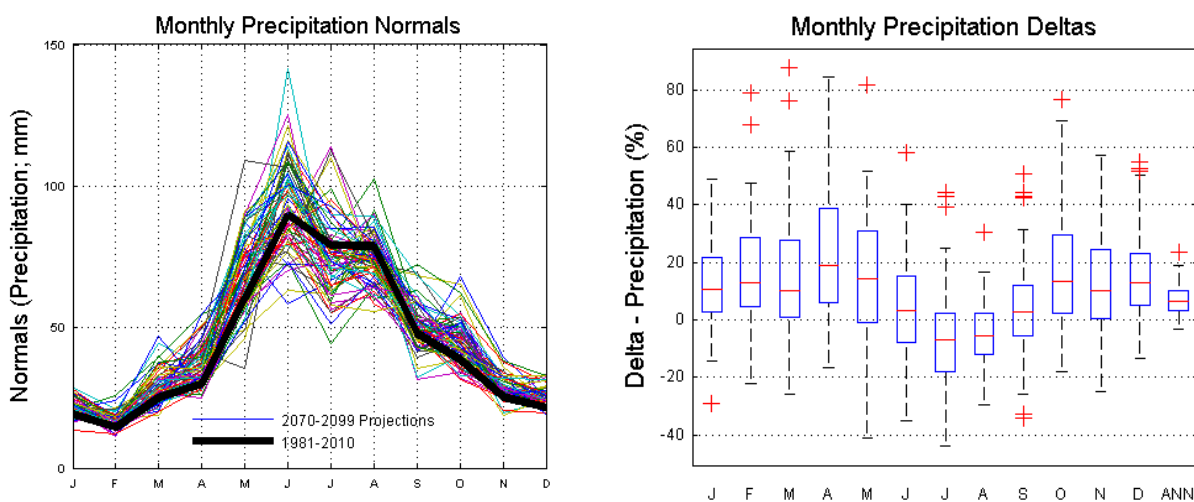 Monthly Precipitation Normals
Normals (Precipitation; mm)
150
100
50
0
2070-2099 Projections
1981-2010
J F M A M J J A S O N D
Monthly Precipitation Deltas
Delta - Precipitation (%)
80
60
40
20
0
-20
-40
J F M A M J J A S O N D ANN